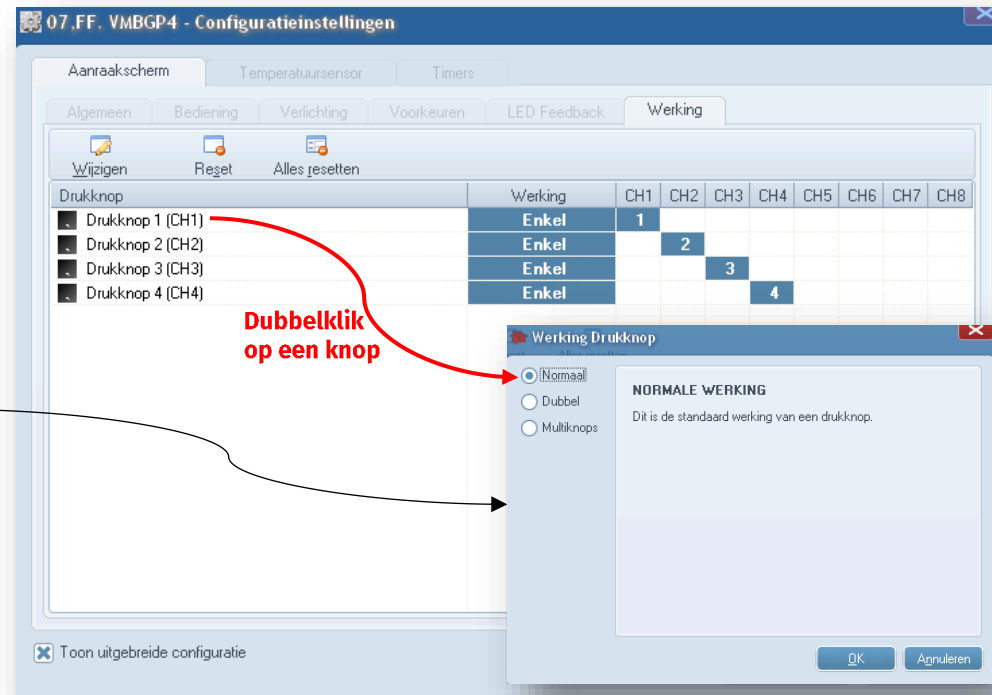 07,FF. VMBGP4 - Configuratieinstellingen
Aanraakscherm Temperatuursensor Timers
Algemeen Bediening Verlichting Voorkeuren LED Feedback Werking
Wijzigen Reset Alles resetten
Drukknop Werking CH1 CH2 CH3 CH4 CH5 CH6 CH7 CH8
Drukknop 1 (CH1) Enkel 1
Drukknop 2 (CH2) Enkel 2
Drukknop 3 (CH3) Enkel 3
Drukknop 4 (CH4) Enkel 4
Dubbelklik
op een knop
Werking Drukknop
Alles resetten
Normaal
Dubbel
Multiknops
NORMALE WERKING
Dit is de standaard werking van een drukknop.
OK Annuleren
Toon uitgebreide configuratie